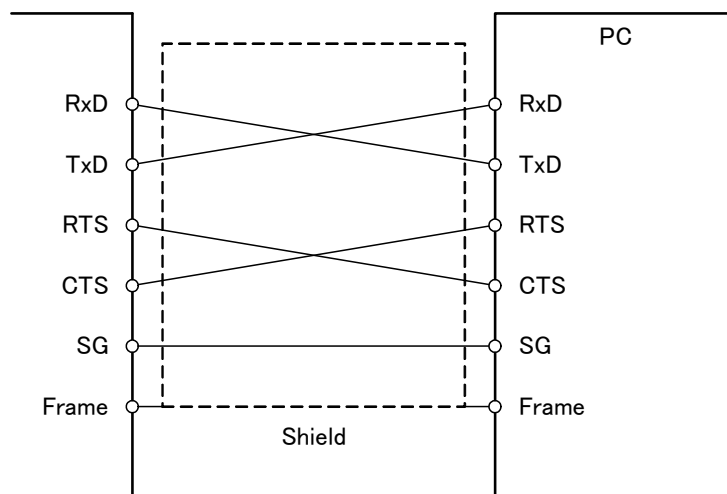 PC
RxD RxD
TxD TxD
RTS RTS
CTS CTS
SG SG
Frame Frame
Shield